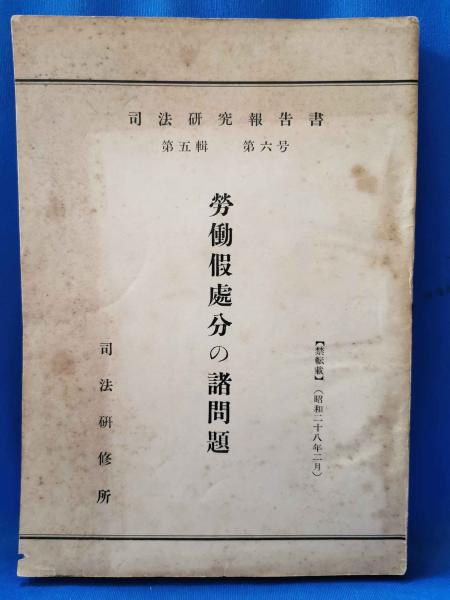 司法研究報告書
第五輯 第六号
勞働假處分の諸問題
【禁転載】（昭和二十八年二月）
司法研修所